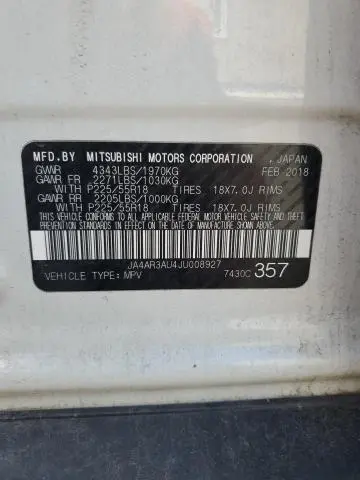 MFD.BY MITSUBISHI MOTORS CORPORATION , JAPAN
GVWR 4343LBS/1970KG FEB 2018
GAWR FR 2271LBS/1030KG
WITH P225/55R18 TIRES 18X7.0J RIMS
GAWR RR 2205LBS/1000KG
WITH P225/55R18 TIRES 18X7.0J RIMS
THIS VEHICLE CONFORMS TO ALL APPLICABLE FEDERAL
MOTOR VEHICLE SAFETY AND THEFT PREVENTION
STANDARDS IN EFFECT ON THE DATE OF MANUFACTURE
SHOWN ABOVE.
JA4AR3AU4JU008927
VEHICLE TYPE: MPV 7430C 357